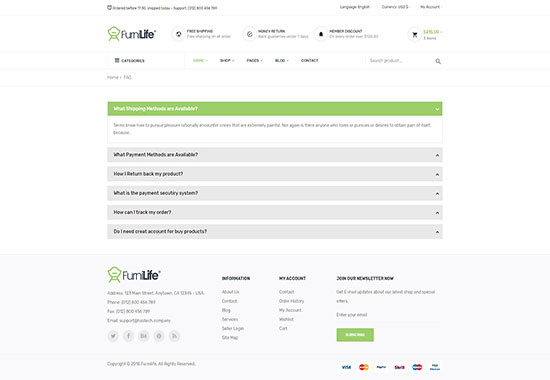 Ordered before 17:30, shipped today - Support: (012) 800 456 789
Language: English
Currency: USD($)
My Account
FurniLife
FREE SHIPPING
Free shipping on all order
MONEY RETURN
Back guarantee under 7 days
MEMBER DISCOUNT
On every order over $120.00
$215.00
3 items
CATEGORIES
HOME
SHOP
PAGES
BLOG
CONTACT
Search product ...
Home > FAQ
What Shipping Methods are Available?
Terms know how to pursue pleasure rationally encounter
that are extremely painful. Nor again is there anyone who loves or pursues or desires to obtain pain of itself,
because.
What Payment Methods are Available?
How I Return back my product?
What is the payment security system?
How can I track my order?
Do I need creat account for buy products?
FurniLife
Address: 123 Main Street, Anytown, CA 12345 - USA.
Phone: (012) 800 456 789
Fax: (012) 800 456 789
Email: support@hastech.company
INFORMATION
About Us
Contact
Blog
Services
Seller Login
Site Map
MY ACCOUNT
Contact
Order History
My Account
Wishlist
Cart
JOIN OUR NEWSLETTER NOW
Get E-mail updates about our latest shop and special
offers.
Enter your email
SUBSCRIBE
Copyright © 2016 Furnilife. All Rights Reserved.
VISA
PayPal
Skrill